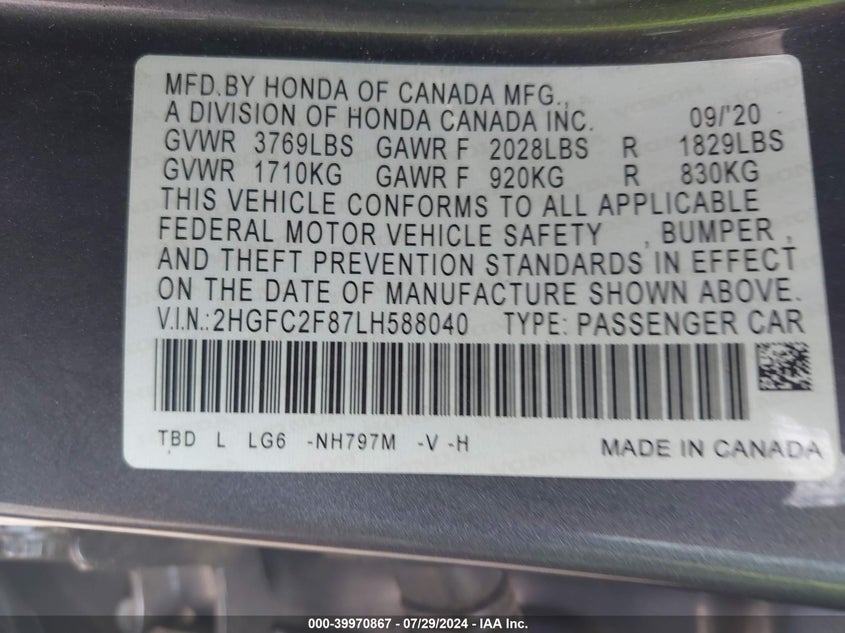 MFD.BY HONDA OF CANADA MFG.,
A DIVISION OF HONDA CANADA INC. 09/'20
GVWR 3769LBS GAWR F 2028LBS R 1829LBS
GVWR 1710KG GAWR F 920KG R 830KG
THIS VEHICLE CONFORMS TO ALL APPLICABLE
FEDERAL MOTOR VEHICLE SAFETY , BUMPER ,
AND THEFT PREVENTION STANDARDS IN EFFECT
ON THE DATE OF MANUFACTURE SHOWN ABOVE.
V.I.N.:2HGFC2F87LH588040 TYPE: PASSENGER CAR
TBD L LG6 -NH797M -V -H MADE IN CANADA
000-39970867 / 07/29/2024 - IAA Inc.